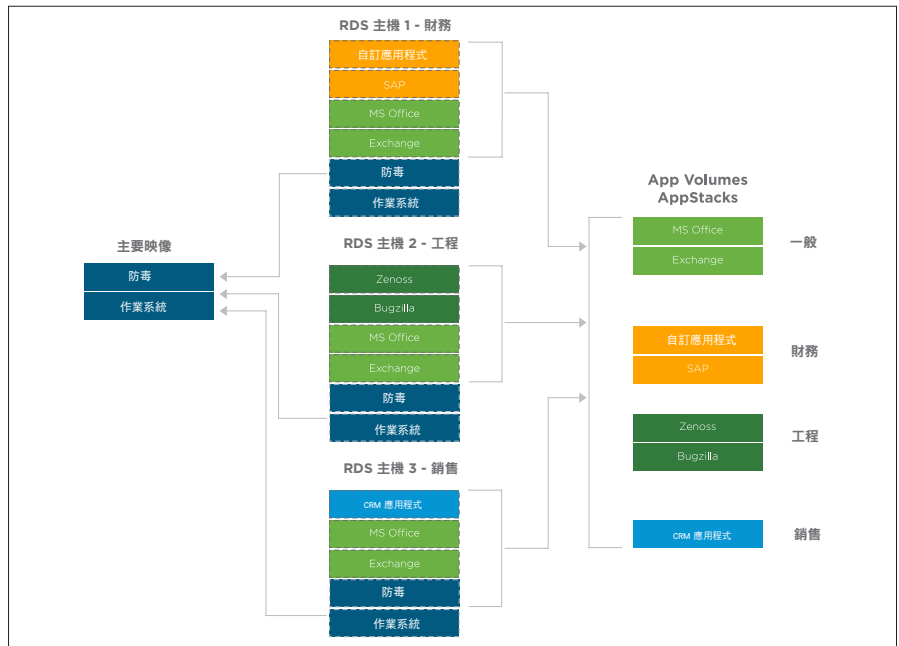 主要映像
防毒
作業系統
RDS 主機 1 - 財務
自訂應用程式
SAP
MS Office
Exchange
防毒
作業系統
RDS 主機 2 - 工程
Zenoss
Bugzilla
MS Office
Exchange
防毒
作業系統
RDS 主機 3 - 銷售
CRM 應用程式
MS Office
Exchange
防毒
作業系統
App Volumes
AppStacks
MS Office
Exchange
一般
自訂應用程式
SAP
財務
Zenoss
Bugzilla
工程
CRM 應用程式
銷售